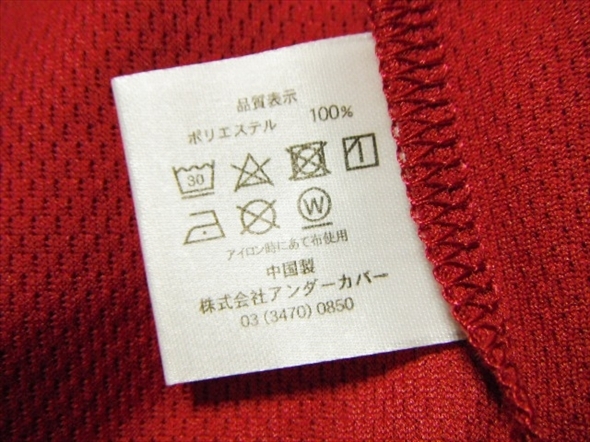 品質表示
ポリエステル 100%
30
W
アイロン時にあて布使用
中国製
株式会社アンダーカバー
03 (3470) 0850